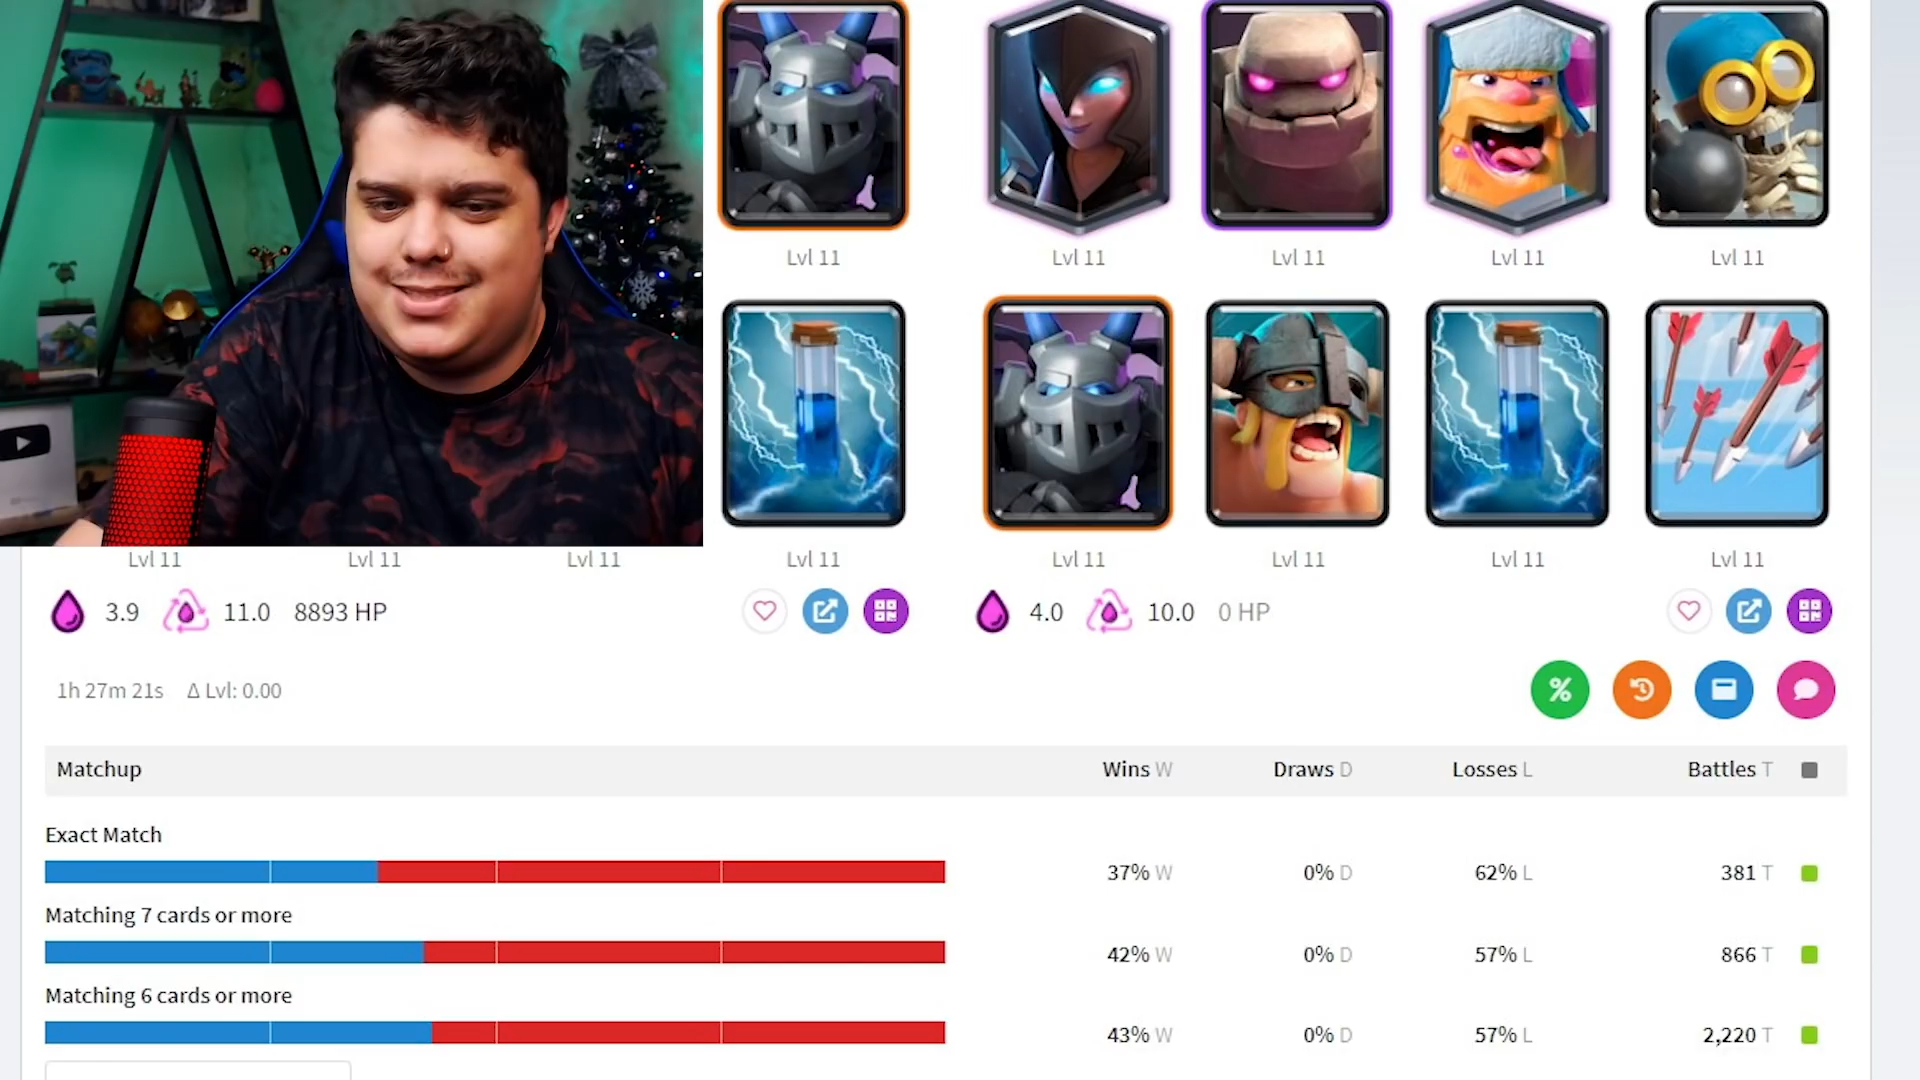 Lvl 11
Lvl 11
Lvl 11
Lvl 11
Lvl 11
Lvl 11
Lvl 11
Lvl 11
Lvl 11
Lvl 11
Lvl 11
Lvl 11
Lvl 11
3.9 11.0 8893 HP
4.0 10.0 0 HP
1h 27m 21s Δ Lvl: 0.00
%
Matchup Wins W Draws D Losses L Battles T
Exact Match
37% W 0% D 62% L 381 T
Matching 7 cards or more
42% W 0% D 57% L 866 T
Matching 6 cards or more
43% W 0% D 57% L 2,220 T